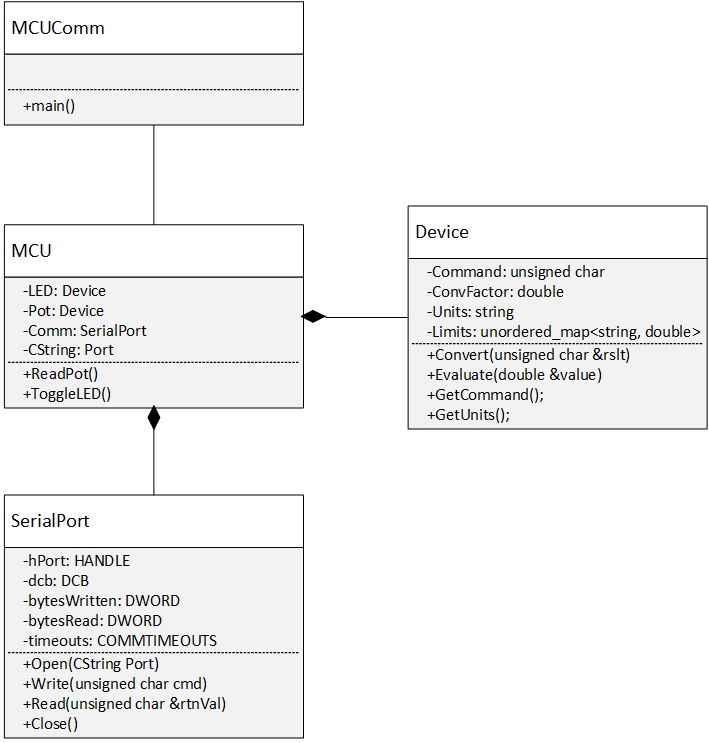 MCUComm
+main()
MCU
-LED: Device
-Pot: Device
-Comm: SerialPort
-CString: Port
+ReadPot()
+ToggleLED()
Device
-Command: unsigned char
-ConvFactor: double
-Units: string
-Limits: unordered_map<string, double>
+Convert(unsigned char &rslt)
+Evaluate(double &value)
+GetCommand();
+GetUnits();
SerialPort
-hPort: HANDLE
-dcb: DCB
-bytesWritten: DWORD
-bytesRead: DWORD
-timeouts: COMMTIMEOUTS
+Open(CString Port)
+Write(unsigned char cmd)
+Read(unsigned char &rtnVal)
+Close()